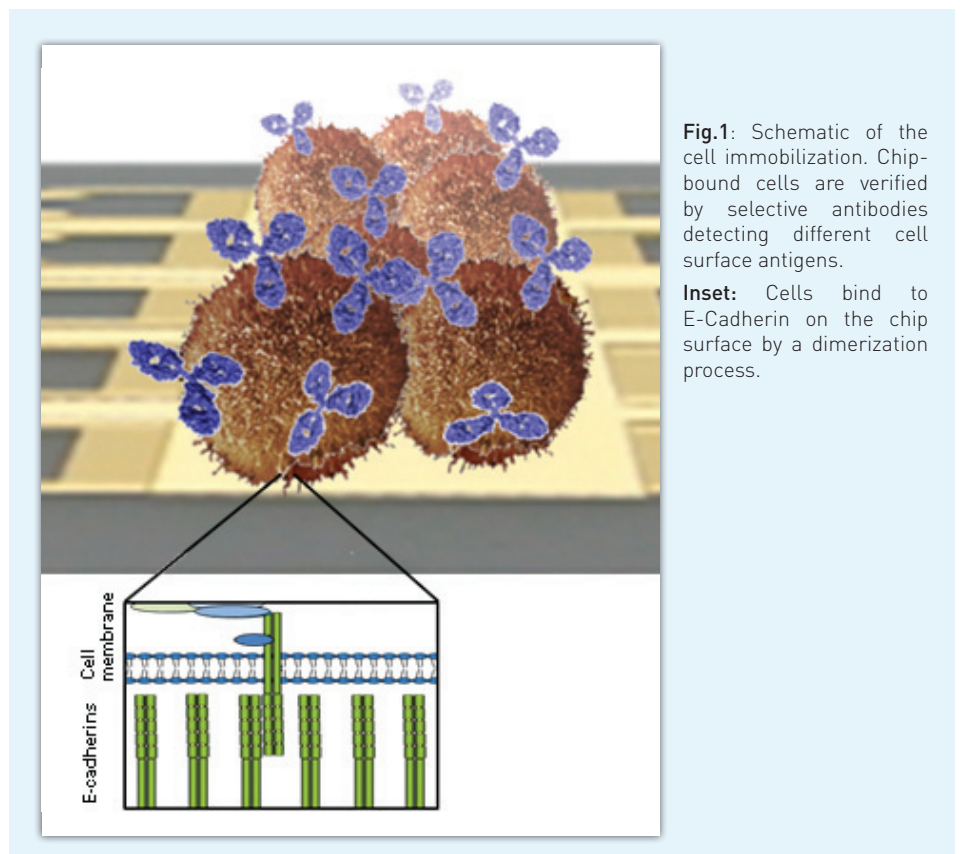 Fig.1: Schematic of the
cell immobilization. Chip-
bound cells are verified
by selective antibodies
detecting different cell
surface antigens.
Inset: Cells bind to
E-Cadherin on the chip
surface by a dimerization
process.
Cell
membrane
E-cadherins